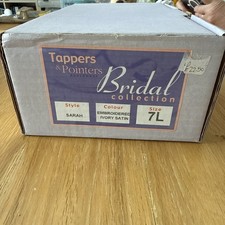 Tappers
& Pointers
Bridal
collection
Style
Colour
Size
SARAH
EMBROIDERED
IVORY SATIN
7L